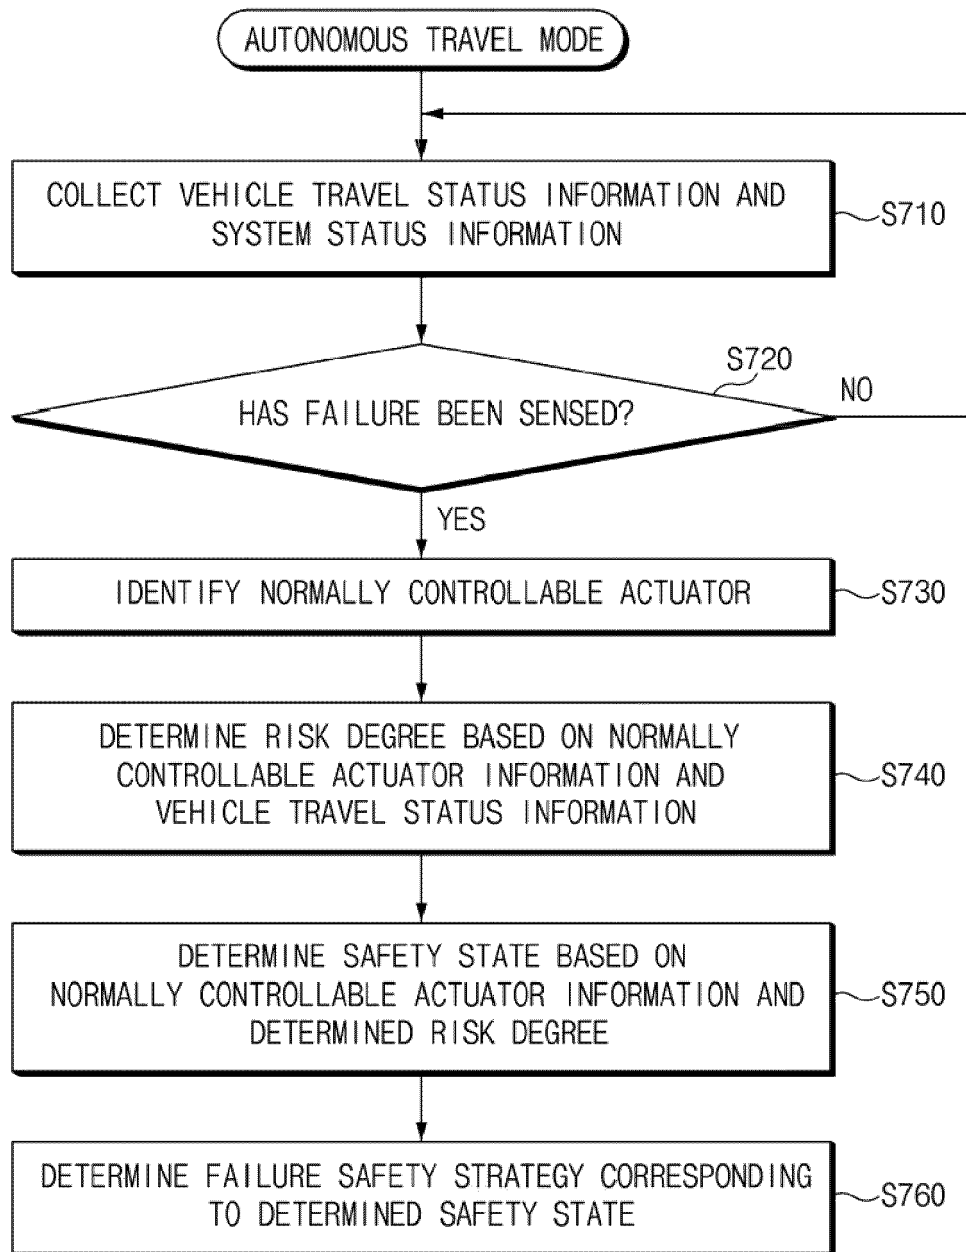 AUTONOMOUS TRAVEL MODE
COLLECT VEHICLE TRAVEL STATUS INFORMATION AND
SYSTEM STATUS INFORMATION
S710
S720
HAS FAILURE BEEN SENSED?
NO
YES
IDENTIFY NORMALLY CONTROLLABLE ACTUATOR
S730
DETERMINE RISK DEGREE BASED ON NORMALLY
CONTROLLABLE ACTUATOR INFORMATION AND
VEHICLE TRAVEL STATUS INFORMATION
S740
DETERMINE SAFETY STATE BASED ON
NORMALLY CONTROLLABLE ACTUATOR INFORMATION AND
DETERMINED RISK DEGREE
S750
DETERMINE FAILURE SAFETY STRATEGY CORRESPONDING
TO DETERMINED SAFETY STATE
S760